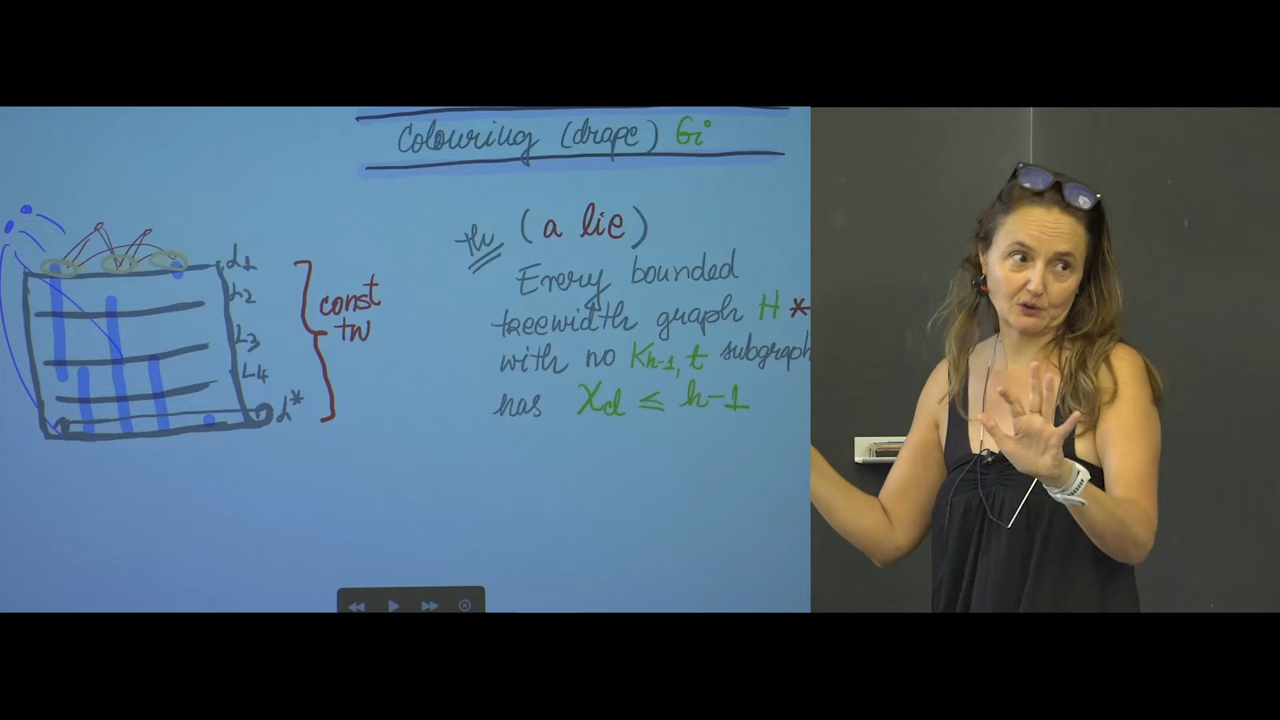 Colouring (drape) Gi
L1
L2
L3
L4
L*
const
tw
th (a lie)
Every bounded
treewidth graph H *
with no Kh-1,t subgraph
has χd ≤ h-1